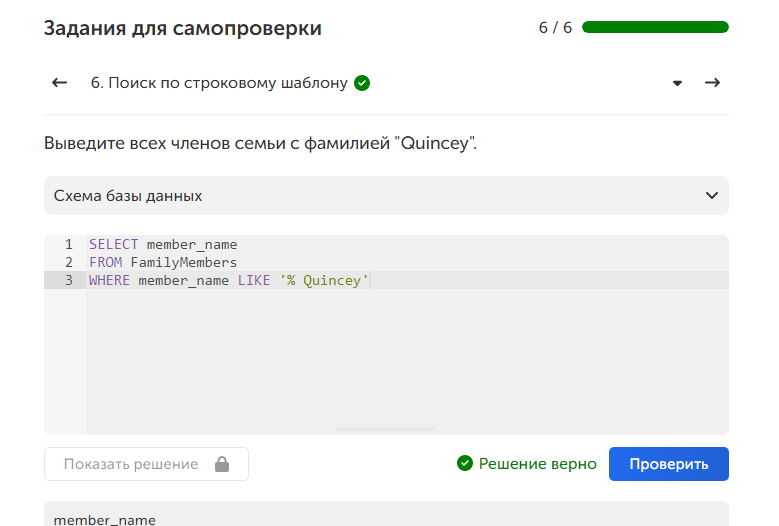 Задания для самопроверки
6 / 6
6. Поиск по строковому шаблону
Выведите всех членов семьи с фамилией "Quincey".
Схема базы данных
1 SELECT member_name
2 FROM FamilyMembers
3 WHERE member_name LIKE '% Quincey'
Показать решение
Решение верно
Проверить
member_name